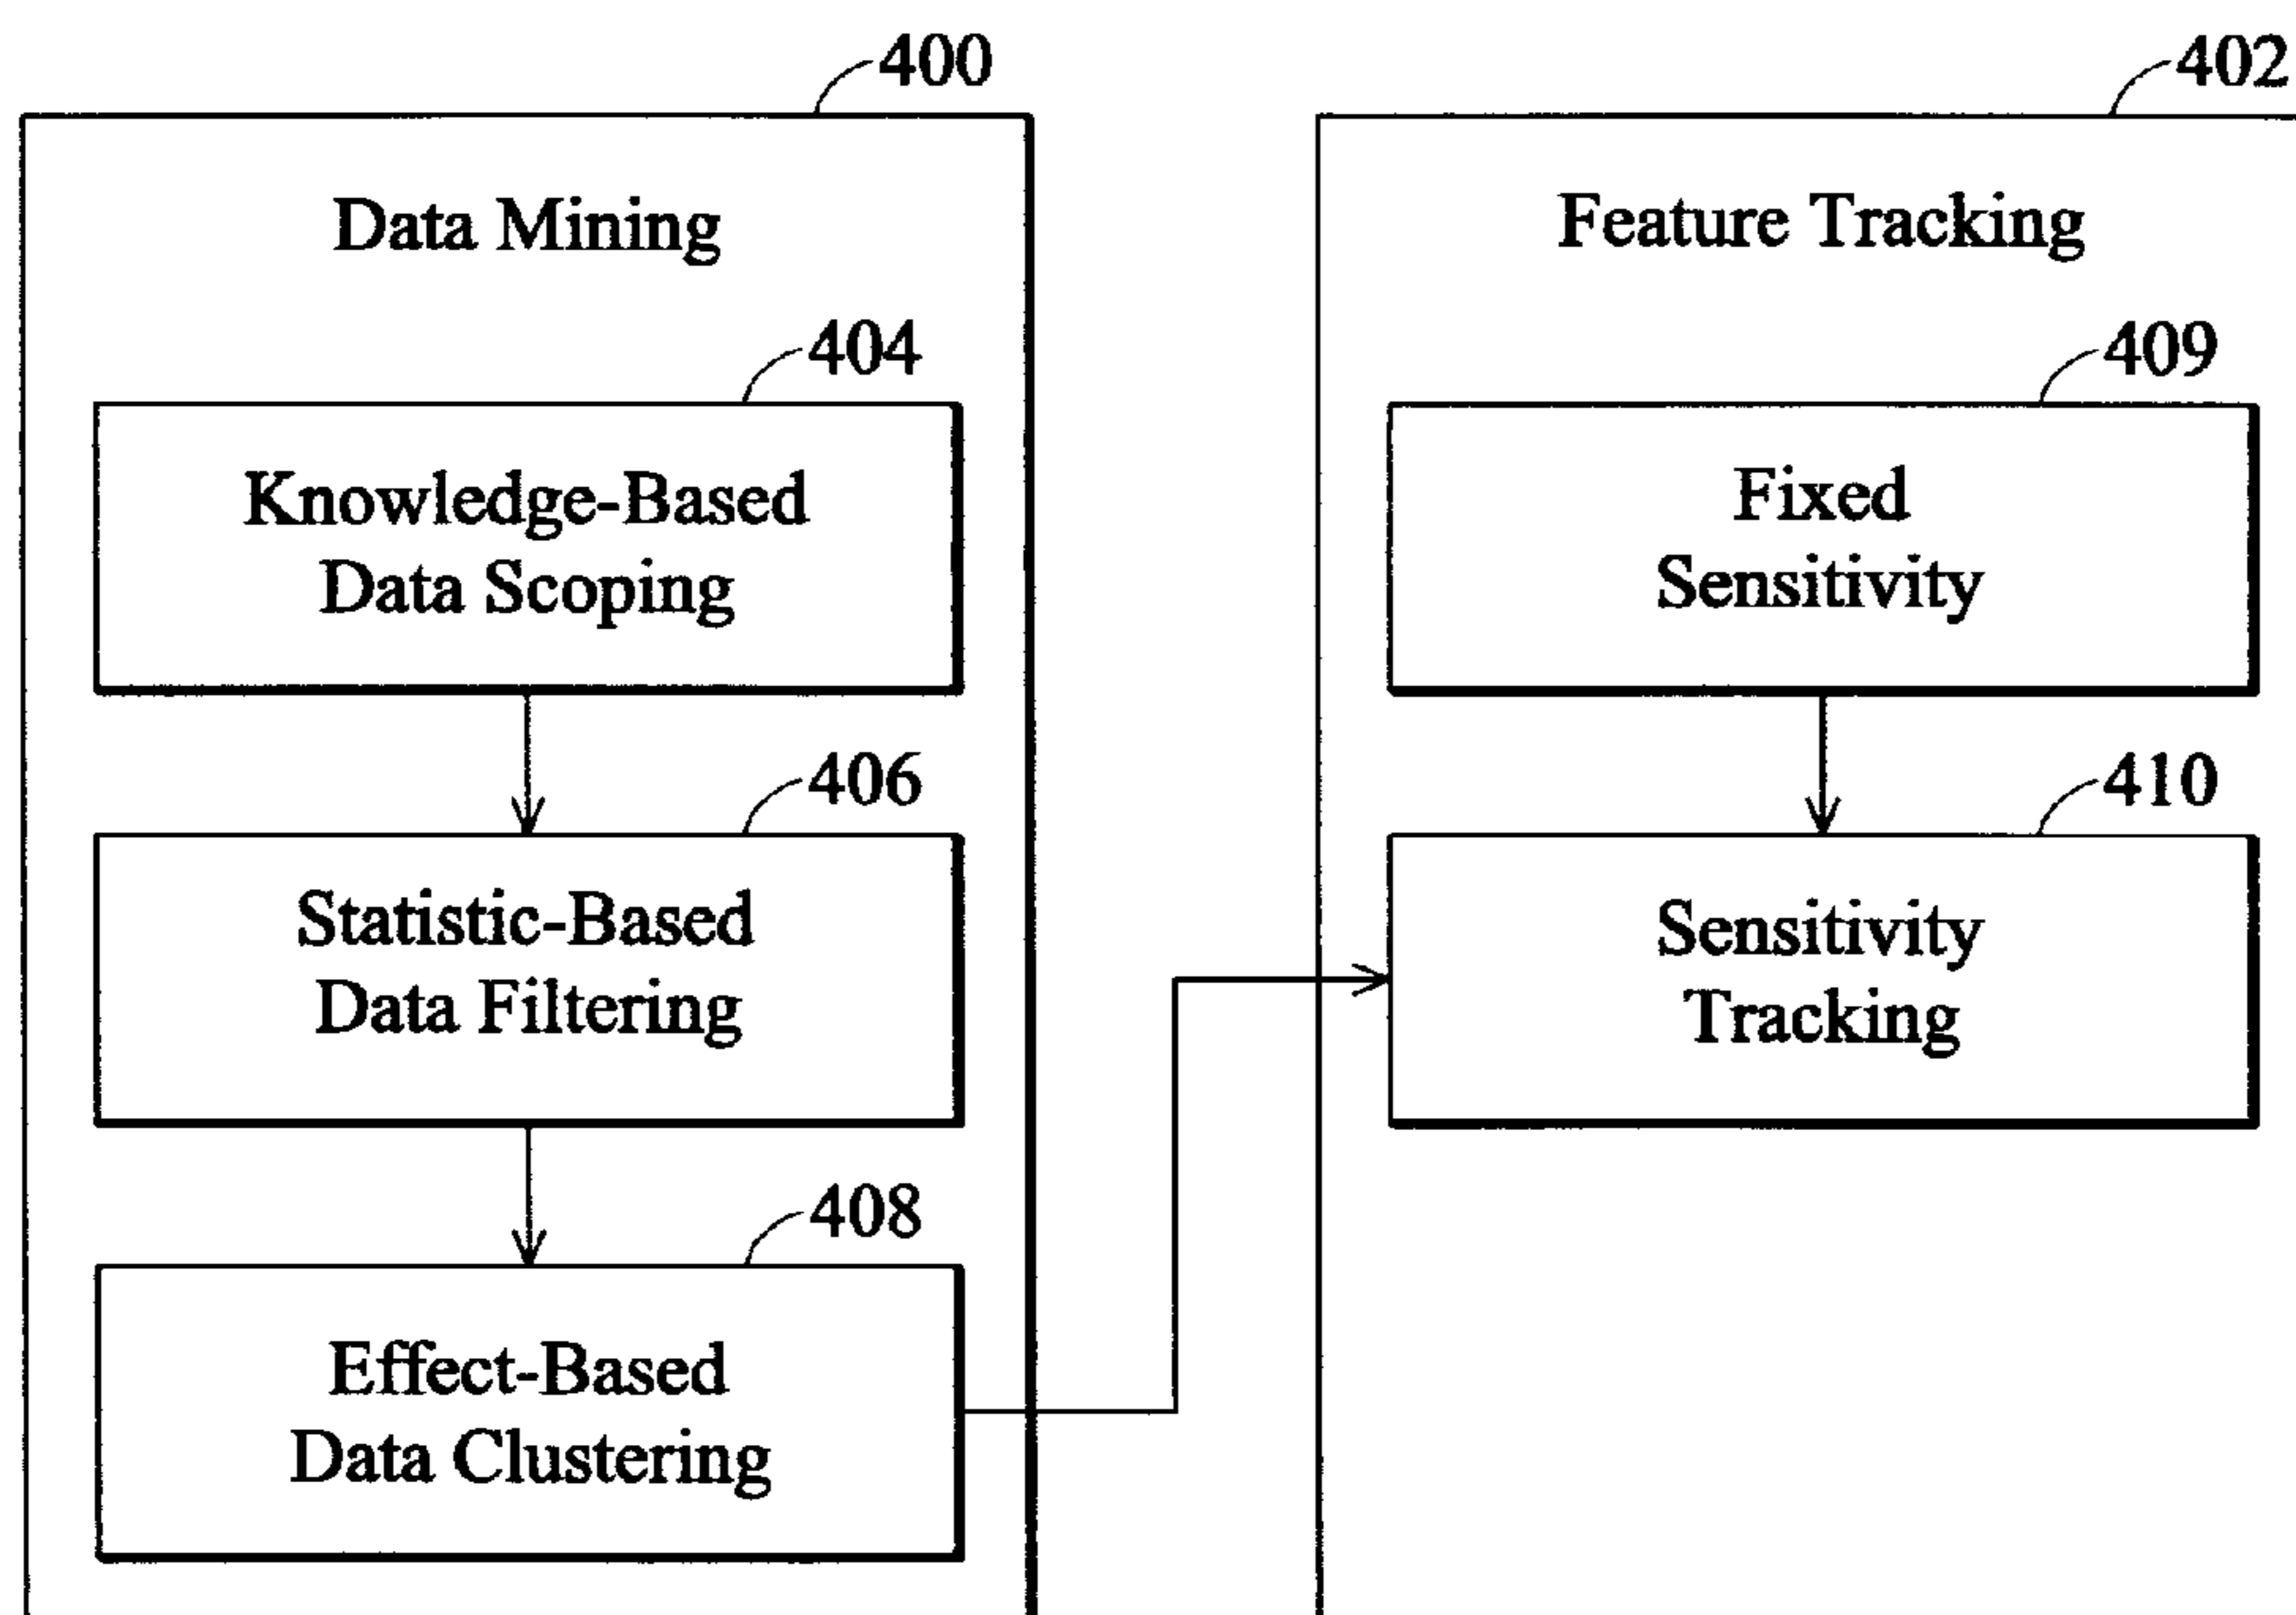 400
Data Mining
404
Knowledge-Based
Data Scoping
406
Statistic-Based
Data Filtering
408
Effect-Based
Data Clustering
402
Feature Tracking
409
Fixed
Sensitivity
410
Sensitivity
Tracking